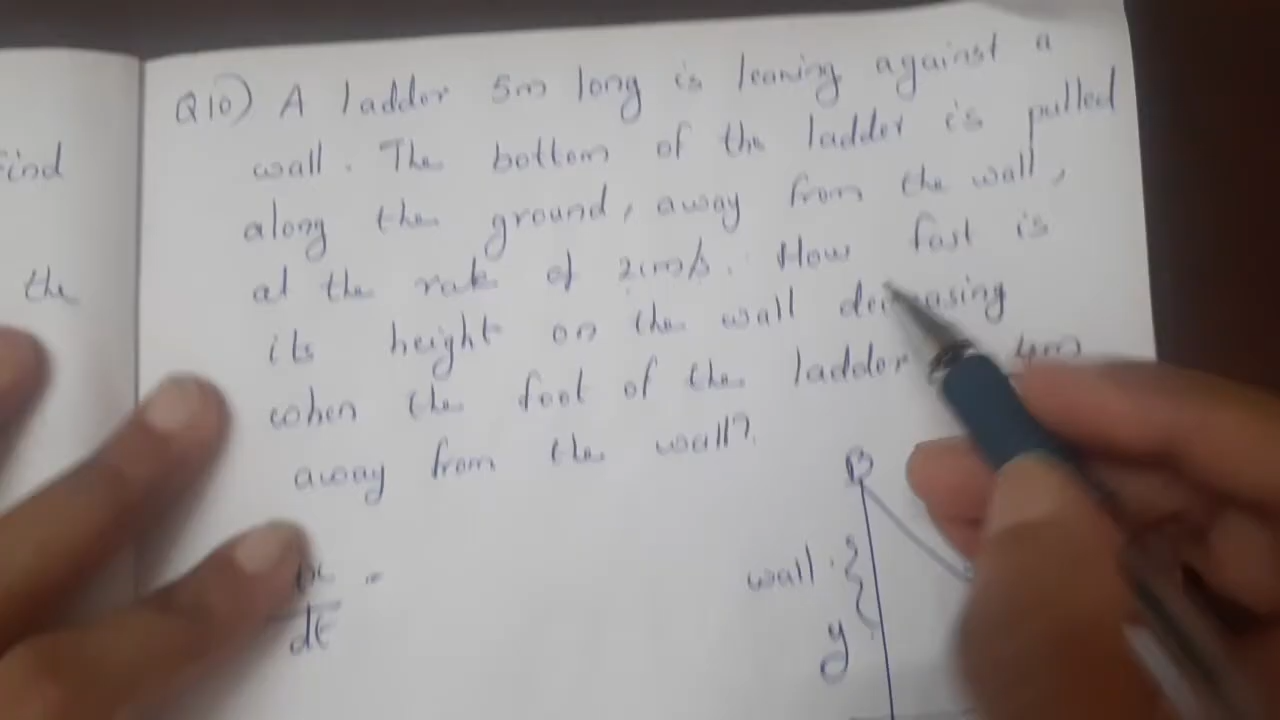 find
the
Q10) A ladder 5m long is leaning against a
wall. The bottom of the ladder is pulled
along the ground, away from the wall,
at the rate of 2cm/s. How fast is
its height on the wall decreasing
when the foot of the ladder 4m
away from the wall?
dt
B
wall
y